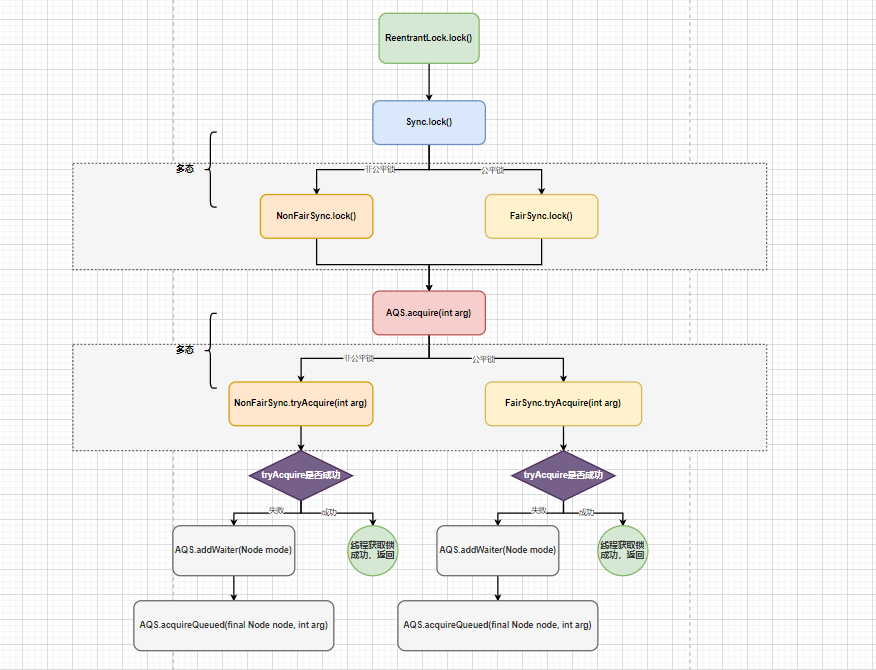 ReentrantLock.lock()
Sync.lock()
多态
非公平锁
公平锁
NonFairSync.lock()
FairSync.lock()
AQS.acquire(int arg)
多态
非公平锁
公平锁
NonFairSync.tryAcquire(int arg)
FairSync.tryAcquire(int arg)
tryAcquire是否成功
tryAcquire是否成功
失败
成功
失败
成功
AQS.addWaiter(Node mode)
线程获取锁
成功，返回
AQS.addWaiter(Node mode)
线程获取锁
成功，返回
AQS.acquireQueued(final Node node, int arg)
AQS.acquireQueued(final Node node, int arg)